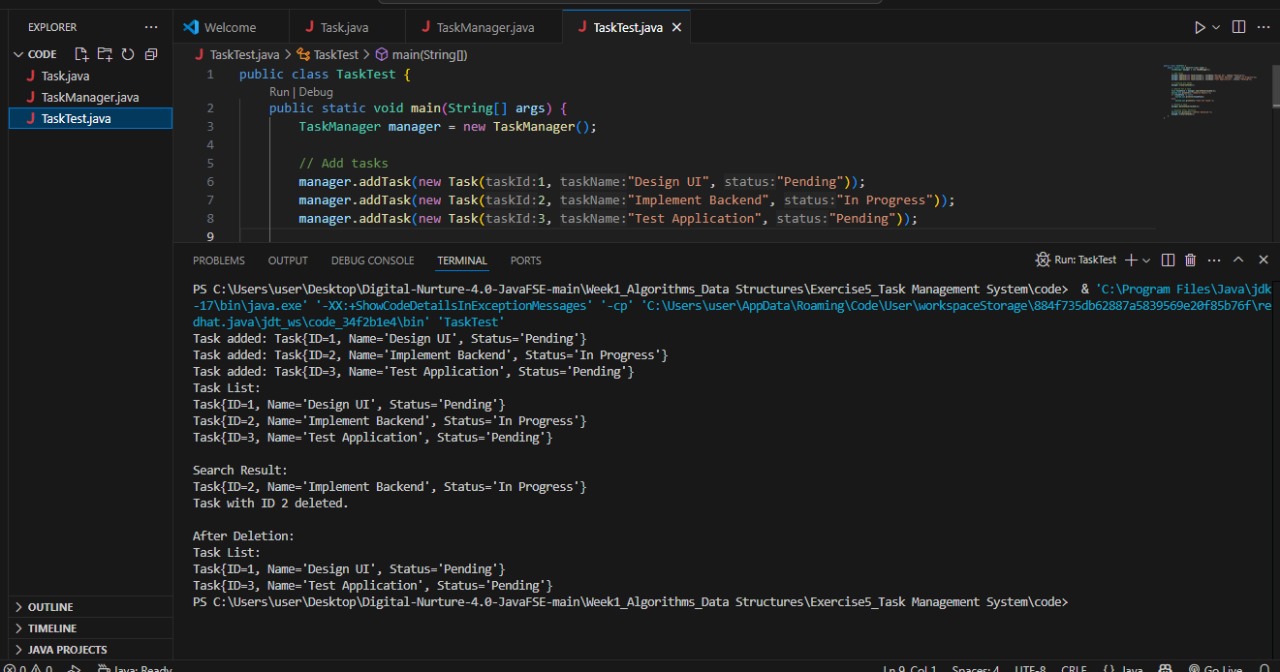 EXPLORER
Welcome
Task.java
TaskManager.java
TaskTest.java
CODE
Task.java
TaskManager.java
TaskTest.java
TaskTest.java > TaskTest > main(String[])
1 public class TaskTest {
Run | Debug
2 public static void main(String[] args) {
3 TaskManager manager = new TaskManager();
4
5 // Add tasks
6 manager.addTask(new Task(taskId:1, taskName:"Design UI", status:"Pending"));
7 manager.addTask(new Task(taskId:2, taskName:"Implement Backend", status:"In Progress"));
8 manager.addTask(new Task(taskId:3, taskName:"Test Application", status:"Pending"));
9
PROBLEMS OUTPUT DEBUG CONSOLE TERMINAL PORTS
Run: TaskTest
PS C:\Users\user\Desktop\Digital-Nurture-4.0-JavaFSE-main\Week1_Algorithms_Data Structures\Exercise5_Task Management System\code> & 'C:\Program Files\Java\jdk
-17\bin\java.exe' '-XX:+ShowCodeDetailsInExceptionMessages' '-cp' 'C:\Users\user\AppData\Roaming\Code\User\workspaceStorage\884f735db62887a5839569e20f85b76f\re
dhat.java\jdt_ws\code_34f2b1e4\bin' 'TaskTest'
Task added: Task{ID=1, Name='Design UI', Status='Pending'}
Task added: Task{ID=2, Name='Implement Backend', Status='In Progress'}
Task added: Task{ID=3, Name='Test Application', Status='Pending'}
Task List:
Task{ID=1, Name='Design UI', Status='Pending'}
Task{ID=2, Name='Implement Backend', Status='In Progress'}
Task{ID=3, Name='Test Application', Status='Pending'}
Search Result:
Task{ID=2, Name='Implement Backend', Status='In Progress'}
Task with ID 2 deleted.
After Deletion:
Task List:
Task{ID=1, Name='Design UI', Status='Pending'}
Task{ID=3, Name='Test Application', Status='Pending'}
PS C:\Users\user\Desktop\Digital-Nurture-4.0-JavaFSE-main\Week1_Algorithms_Data Structures\Exercise5_Task Management System\code>
OUTLINE
TIMELINE
JAVA PROJECTS
0 0 Java: Ready Ln 9, Col 1 Spaces: 4 UTF-8 CRLF {} Java Go Live